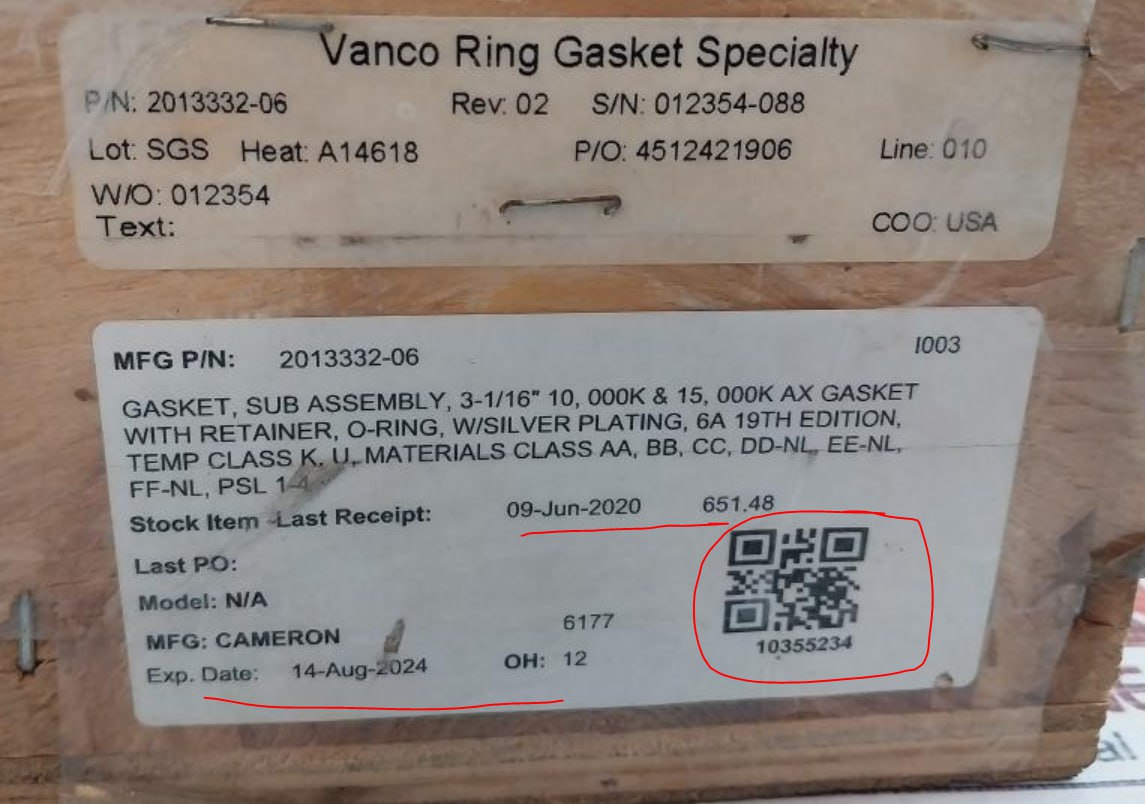 Vanco Ring Gasket Specialty
P/N: 2013332-06 Rev: 02 S/N: 012354-088
Lot: SGS Heat: A14618 P/O: 4512421906 Line: 010
W/O: 012354
Text: COO: USA
MFG P/N: 2013332-06 I003
GASKET, SUB ASSEMBLY, 3-1/16" 10, 000K & 15, 000K AX GASKET
WITH RETAINER, O-RING, W/SILVER PLATING, 6A 19TH EDITION,
TEMP CLASS K, U, MATERIALS CLASS AA, BB, CC, DD-NL, EE-NL,
FF-NL, PSL 1-4
Stock Item - Last Receipt: 09-Jun-2020 651.48
Last PO:
Model: N/A
MFG: CAMERON 6177
Exp. Date: 14-Aug-2024 OH: 12
10355234